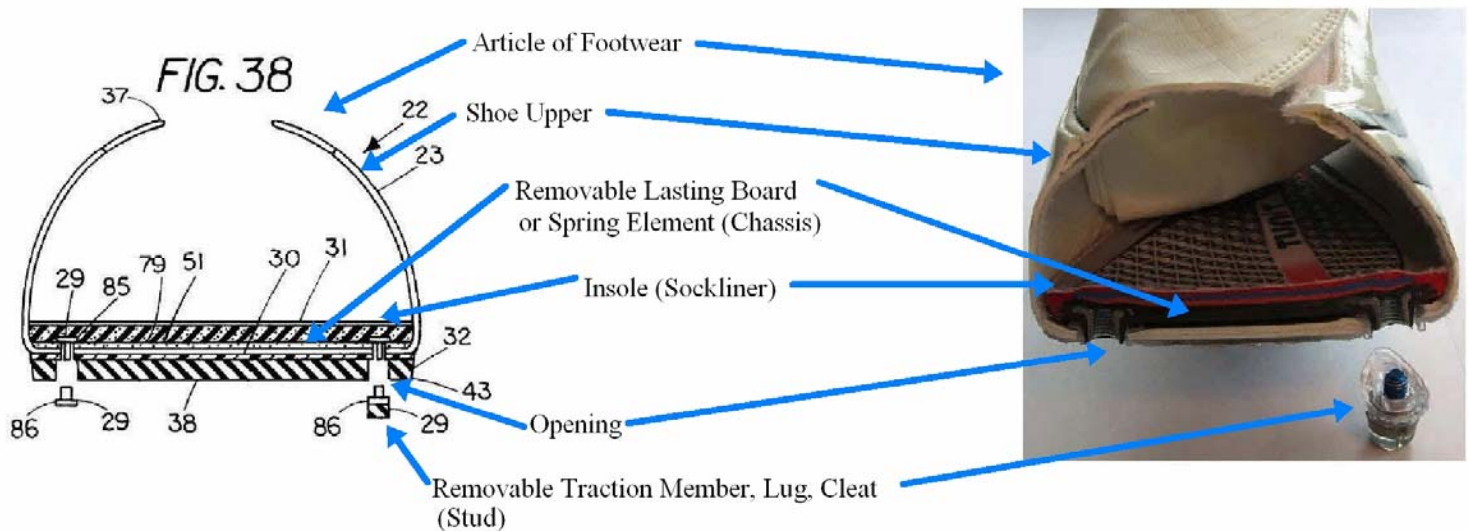 Article of Footwear
FIG. 38
37
22
Shoe Upper
23
Removable Lasting Board
or Spring Element (Chassis)
29 85 79 51 30 31
Insole (Sockliner)
32
43
86 29 38 86 29
Opening
Removable Traction Member, Lug, Cleat
(Stud)